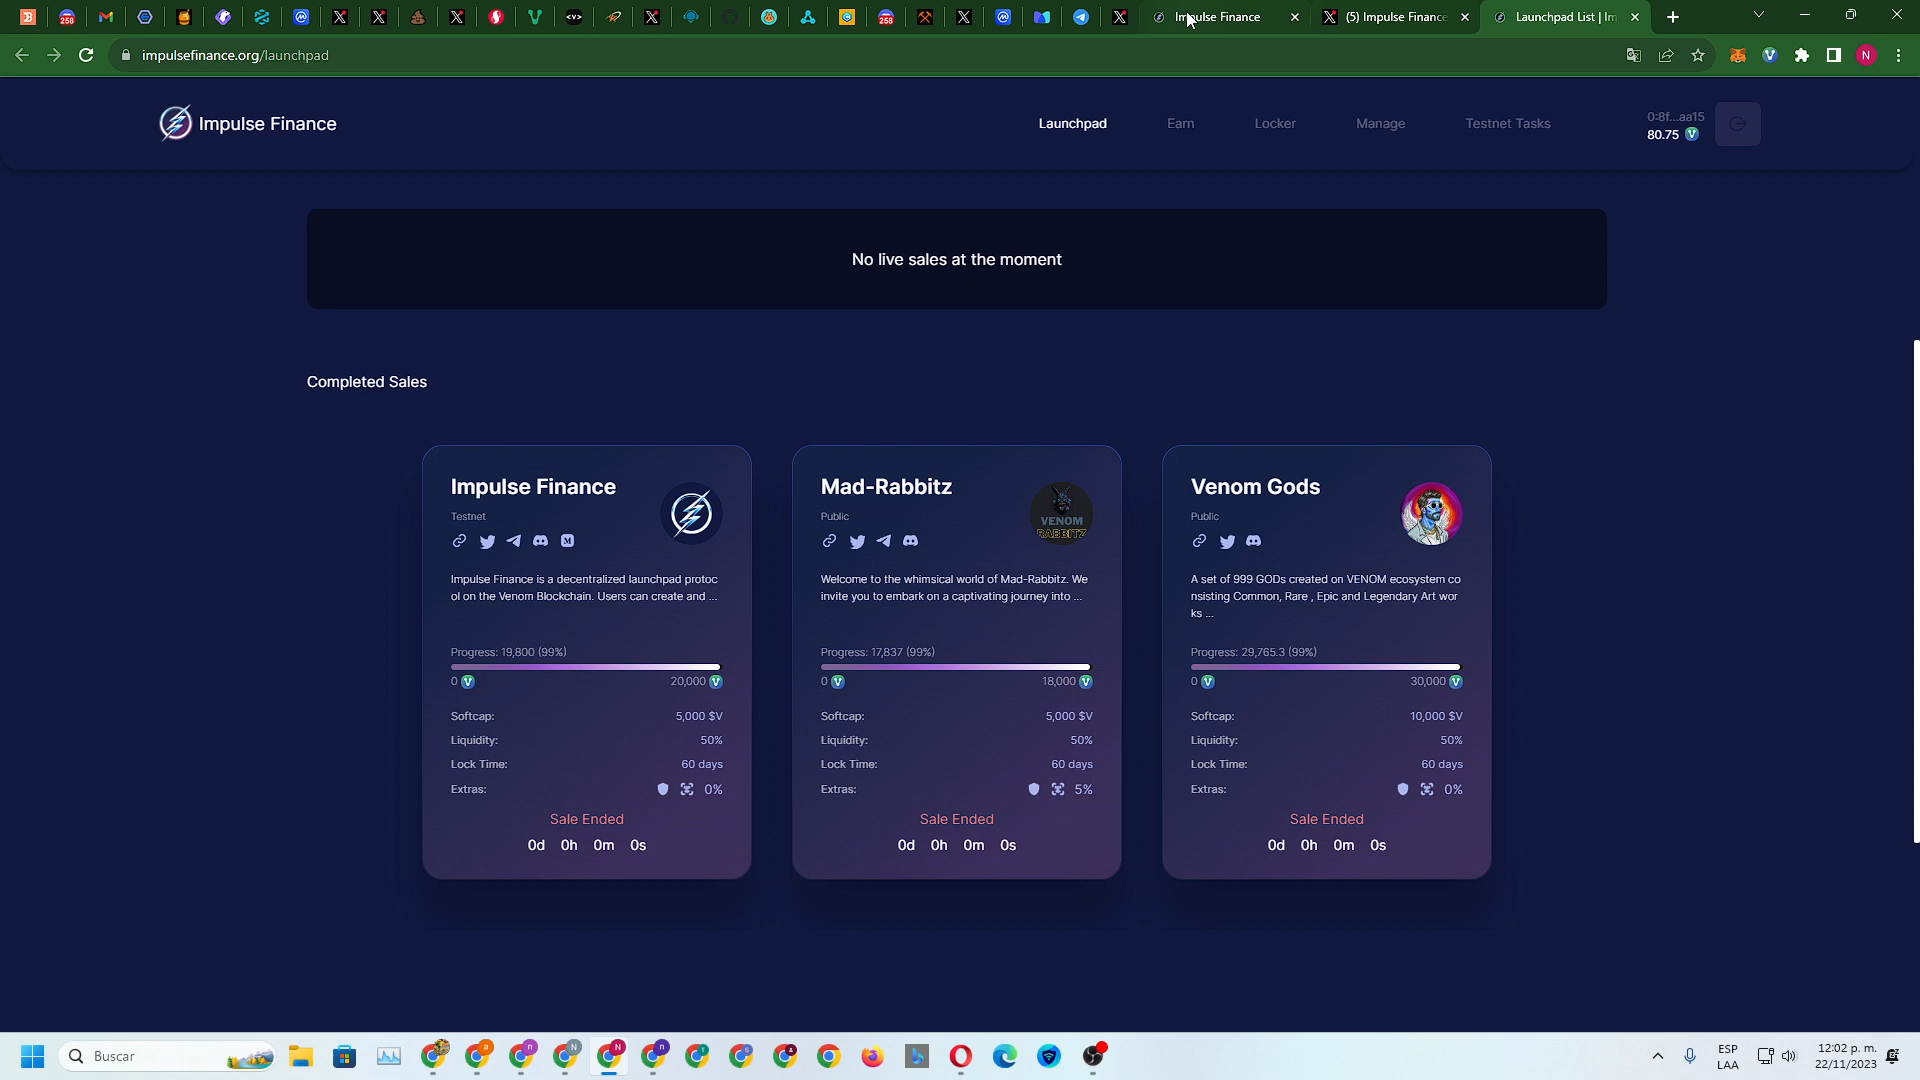 Impulse Finance
(5) Impulse Finance
Launchpad List | Im
impulsefinance.org/launchpad
Impulse Finance
Launchpad
Earn
Locker
Manage
Testnet Tasks
0:8f...aa15
80.75
No live sales at the moment
Completed Sales
Impulse Finance
Testnet
Impulse Finance is a decentralized launchpad protoc
ol on the Venom Blockchain. Users can create and ...
Progress: 19,800 (99%)
0
20,000
Softcap:
5,000 $V
Liquidity:
50%
Lock Time:
60 days
Extras:
0%
Sale Ended
0d 0h 0m 0s
Mad-Rabbitz
VENOM
RABBITZ
Public
Welcome to the whimsical world of Mad-Rabbitz. We
invite you to embark on a captivating journey into ...
Progress: 17,837 (99%)
0
18,000
Softcap:
5,000 $V
Liquidity:
50%
Lock Time:
60 days
Extras:
5%
Sale Ended
0d 0h 0m 0s
Venom Gods
Public
A set of 999 GODs created on VENOM ecosystem co
nsisting Common, Rare , Epic and Legendary Art wor
ks ...
Progress: 29,765.3 (99%)
0
30,000
Softcap:
10,000 $V
Liquidity:
50%
Lock Time:
60 days
Extras:
0%
Sale Ended
0d 0h 0m 0s
Buscar
ESP
LAA
12:02 p. m.
22/11/2023